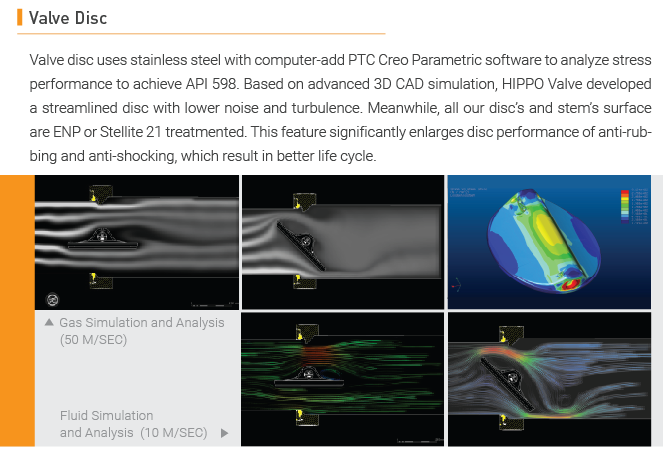 Valve Disc
Valve disc uses stainless steel with computer-add PTC Creo Parametric software to analyze stress
performance to achieve API 598. Based on advanced 3D CAD simulation, HIPPO Valve developed
a streamlined disc with lower noise and turbulence. Meanwhile, all our disc's and stem's surface
are ENP or Stellite 21 treatmented. This feature significantly enlarges disc performance of anti-rub-
bing and anti-shocking, which result in better life cycle.
▲ Gas Simulation and Analysis
(50 M/SEC)
Fluid Simulation
and Analysis (10 M/SEC) ▶